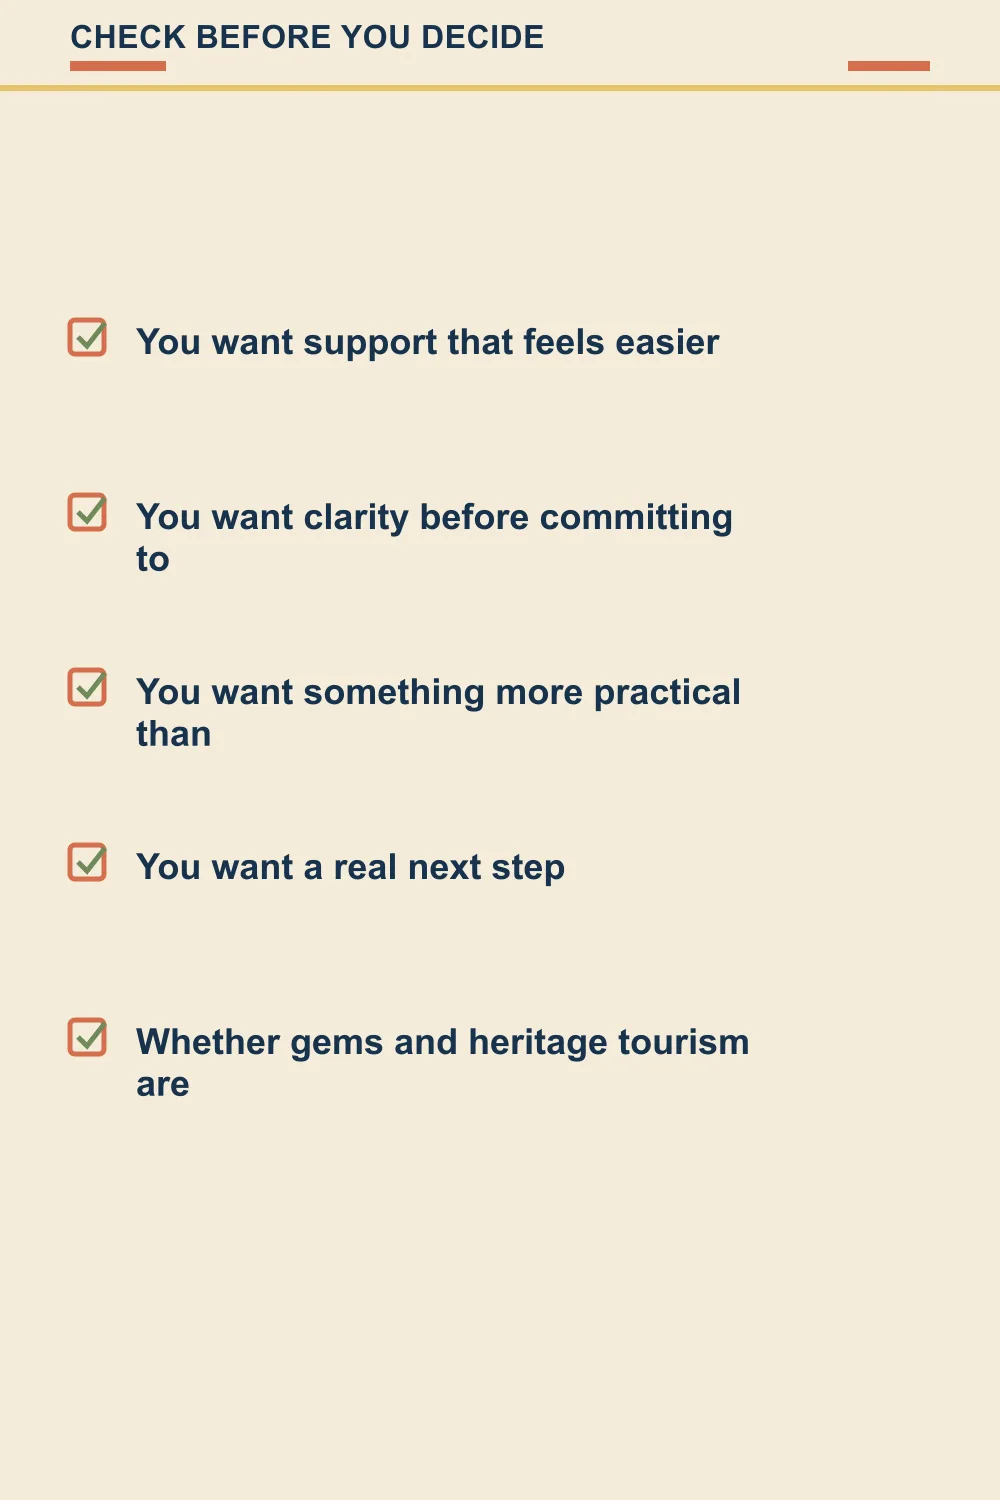 CHECK BEFORE YOU DECIDE
You want support that feels easier
You want clarity before committing
to
You want something more practical
than
You want a real next step
Whether gems and heritage tourism
are